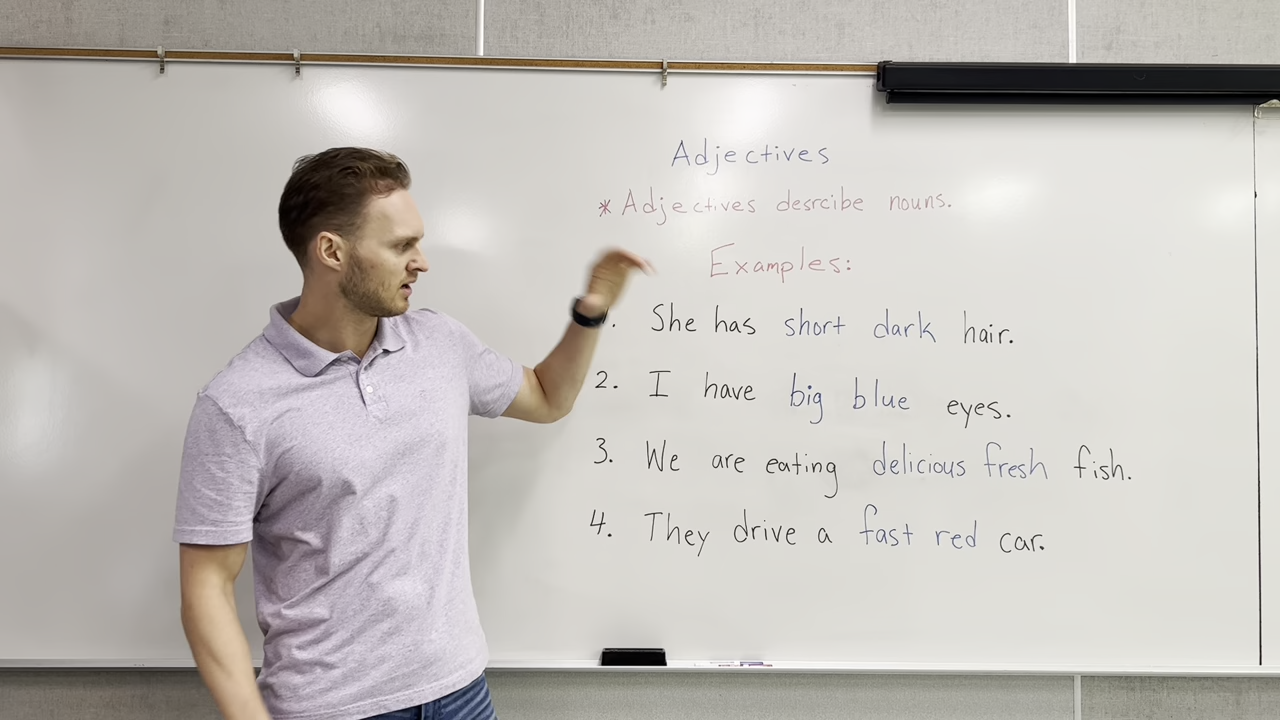 Adjectives
* Adjectives desrcibe nouns.
Examples:
. She has short dark hair.
2. I have big blue eyes.
3. We are eating delicious fresh fish.
4. They drive a fast red car.